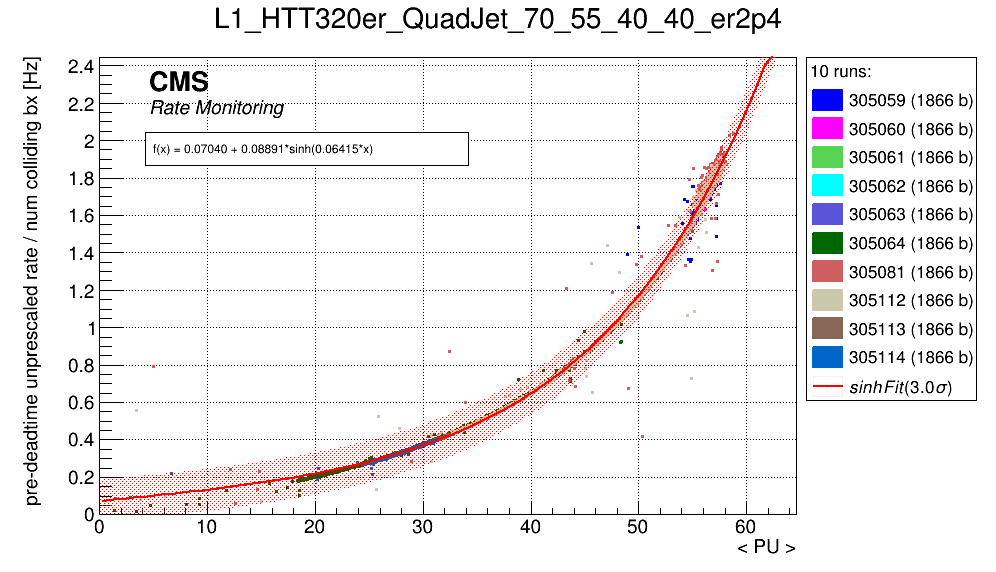 L1_HTT320er_QuadJet_70_55_40_40_er2p4
pre-deadtime unprescaled rate / num colliding bx [Hz]
CMS
Rate Monitoring
f(x) = 0.07040 + 0.08891*sinh(0.06415*x)
2.4
2.2
2
1.8
1.6
1.4
1.2
1
0.8
0.6
0.4
0.2
0
0 10 20 30 40 50 60
< PU >
10 runs:
305059 (1866 b)
305060 (1866 b)
305061 (1866 b)
305062 (1866 b)
305063 (1866 b)
305064 (1866 b)
305081 (1866 b)
305112 (1866 b)
305113 (1866 b)
305114 (1866 b)
sinhFit(3.0σ)